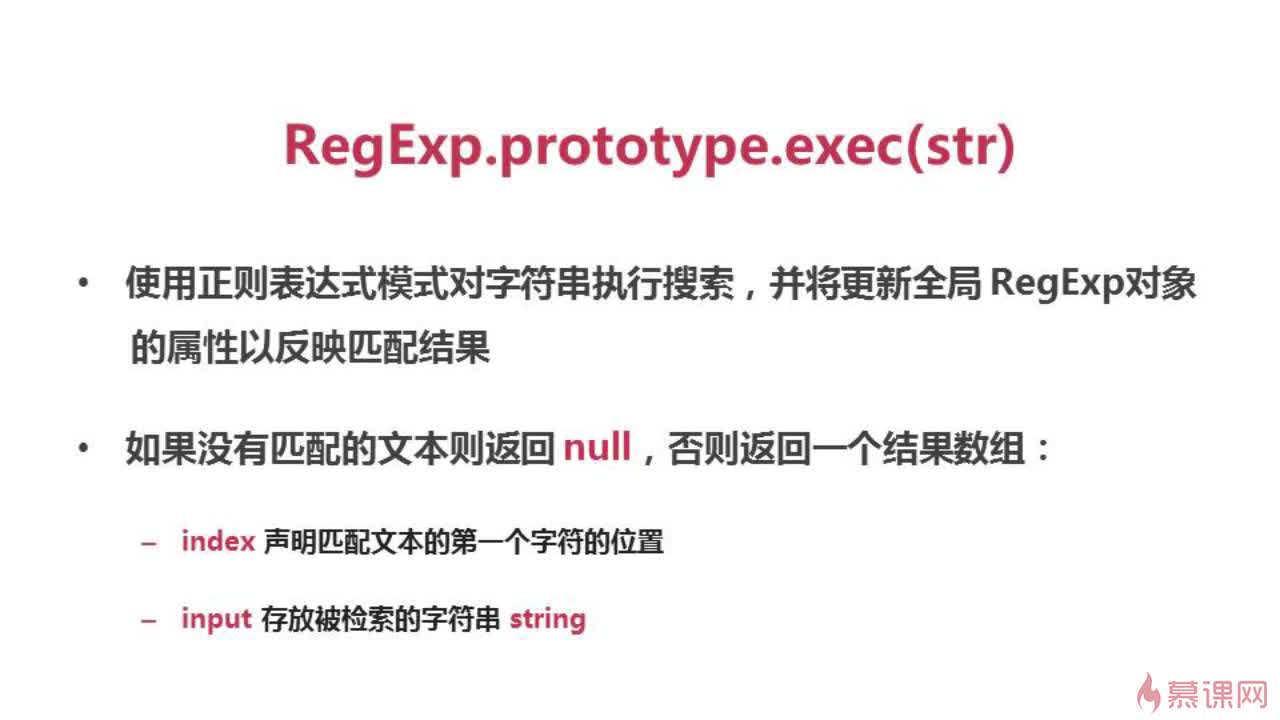 RegExp.prototype.exec(str)
• 使用正则表达式模式对字符串执行搜索，并将更新全局 RegExp对象
的属性以反映匹配结果
• 如果没有匹配的文本则返回 null，否则返回一个结果数组：
– index 声明匹配文本的第一个字符的位置
– input 存放被检索的字符串 string
慕课网